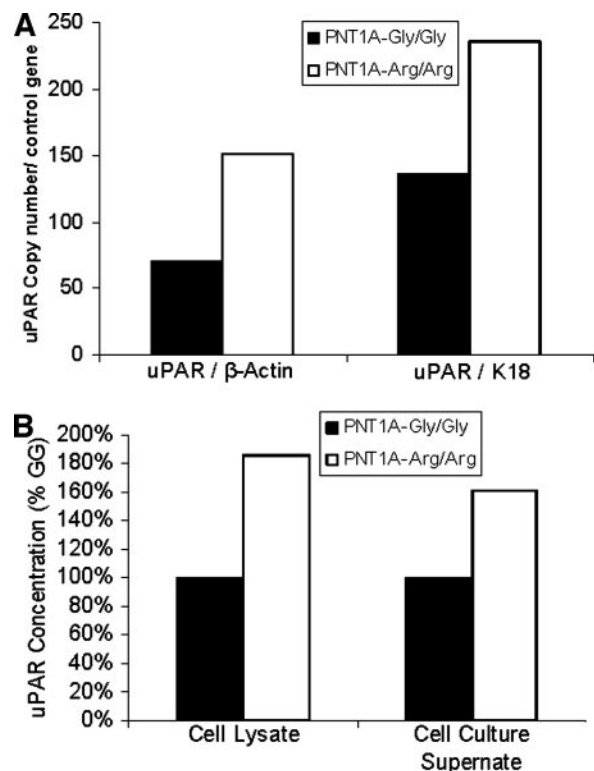 A
250
200
150
100
50
0
uPAR Copy number/ control gene
PNT1A-Gly/Gly
PNT1A-Arg/Arg
uPAR / β-Actin
uPAR / K18
B
200%
180%
160%
140%
120%
100%
80%
60%
40%
20%
0%
uPAR Concentration (% GG)
PNT1A-Gly/Gly
PNT1A-Arg/Arg
Cell Lysate
Cell Culture
Supernate